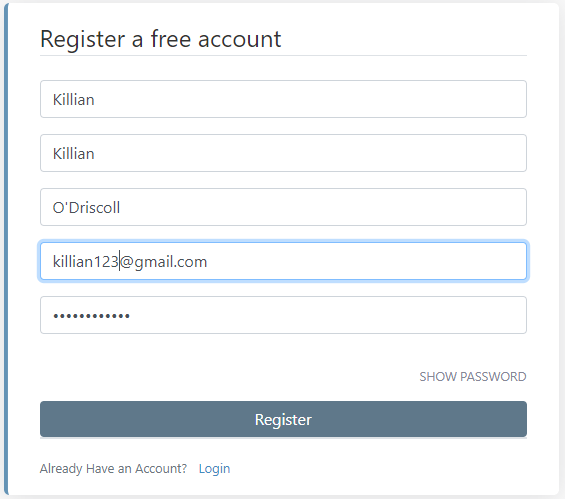 Register a free account
Killian
Killian
O'Driscoll
killian123@gmail.com
••••••••••••
SHOW PASSWORD
Register
Already Have an Account? Login